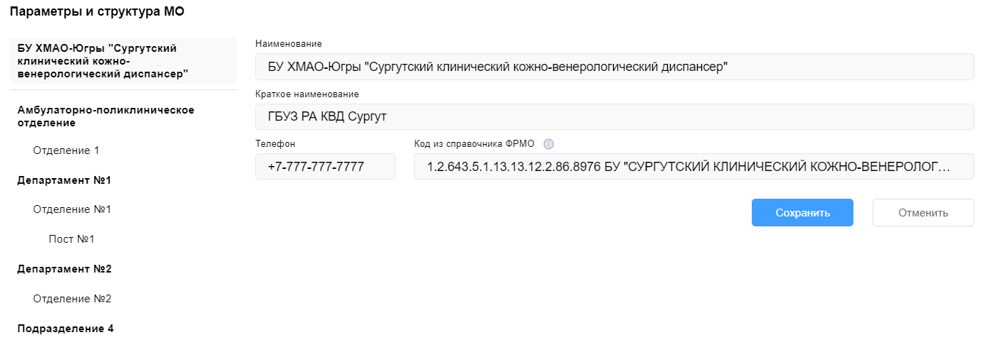 Параметры и структура МО
БУ ХМАО-Югры "Сургутский
клинический кожно-
венерологический диспансер"
Амбулаторно-поликлиническое
отделение
Отделение 1
Департамент №1
Отделение №1
Пост №1
Департамент №2
Отделение №2
Подразделение 4
Наименование
БУ ХМАО-Югры "Сургутский клинический кожно-венерологический диспансер"
Краткое наименование
ГБУЗ РА КВД Сургут
Телефон
Код из справочника ФРМО
+7-777-777-7777
1.2.643.5.1.13.13.12.2.86.8976 БУ "СУРГУТСКИЙ КЛИНИЧЕСКИЙ КОЖНО-ВЕНЕРОЛОГ...
Сохранить
Отменить